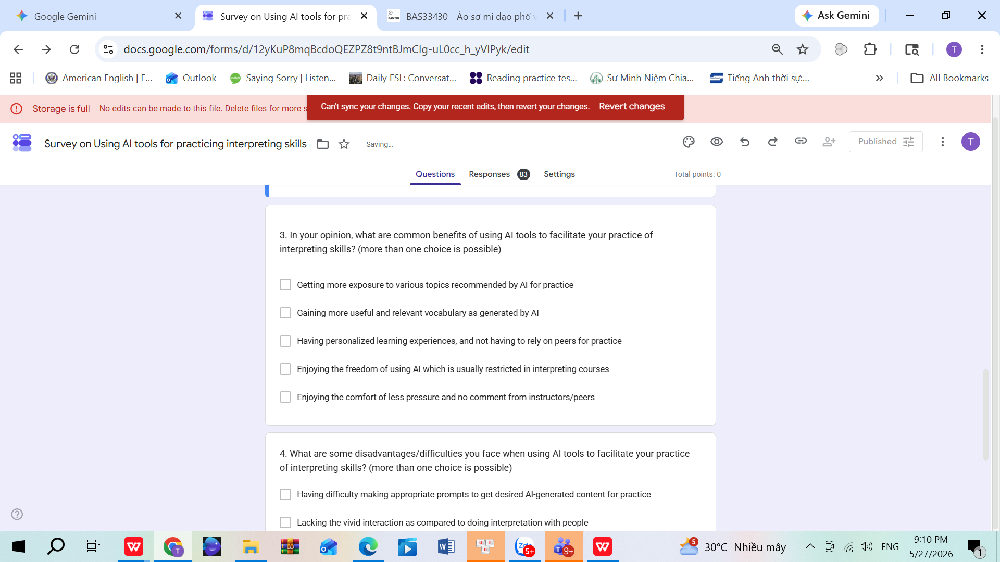 Google Gemini
Survey on Using AI tools for pra
PANTIO
BAS33430 - Áo sơ mi dạo phố v
Ask Gemini
docs.google.com/forms/d/12yKuP8mqBcdoQEZPZ8t9ntBJmCIg-uL0cc_h_yVlPyk/edit
T
American English | F...
Outlook
Saying Sorry | Listen...
Daily ESL: Conversat...
Reading practice tes...
Sư Minh Niệm Chia...
Tiếng Anh thời sự:...
All Bookmarks
Storage is full
No edits can be made to this file. Delete files for more s
Can't sync your changes. Copy your recent edits, then revert your changes.
Revert changes
Survey on Using AI tools for practicing interpreting skills
Saving...
Published
T
Questions
Responses
83
Settings
Total points: 0
3. In your opinion, what are common benefits of using AI tools to facilitate your practice of
interpreting skills? (more than one choice is possible)
Getting more exposure to various topics recommended by AI for practice
Gaining more useful and relevant vocabulary as generated by AI
Having personalized learning experiences, and not having to rely on peers for practice
Enjoying the freedom of using AI which is usually restricted in interpreting courses
Enjoying the comfort of less pressure and no comment from instructors/peers
4. What are some disadvantages/difficulties you face when using AI tools to facilitate your practice
of interpreting skills? (more than one choice is possible)
Having difficulty making appropriate prompts to get desired AI-generated content for practice
Lacking the vivid interaction as compared to doing interpretation with people
T
Zalo
5+
T
9+
5
30°C Nhiều mây
ENG
9:10 PM
5/27/2026
1